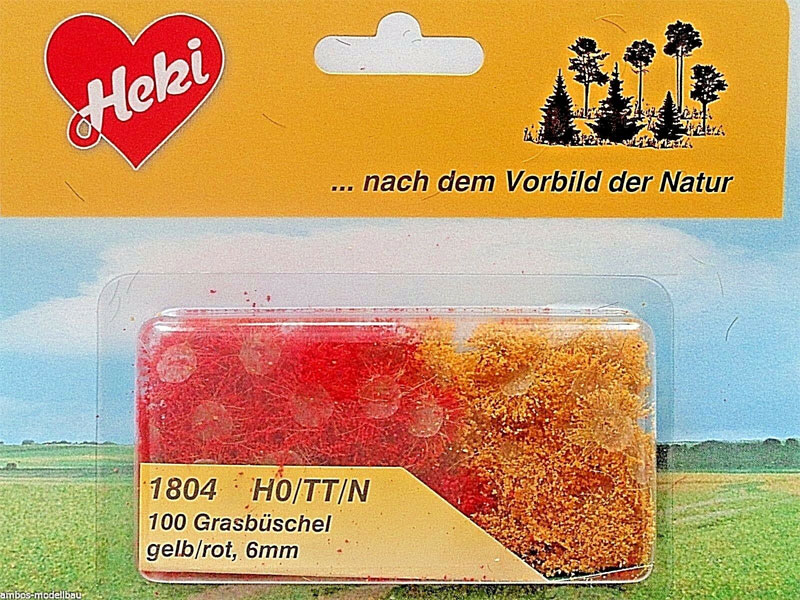 Heki
... nach dem Vorbild der Natur
1804 H0/TT/N
100 Grasbüschel
gelb/rot, 6mm
ambos-modellbau